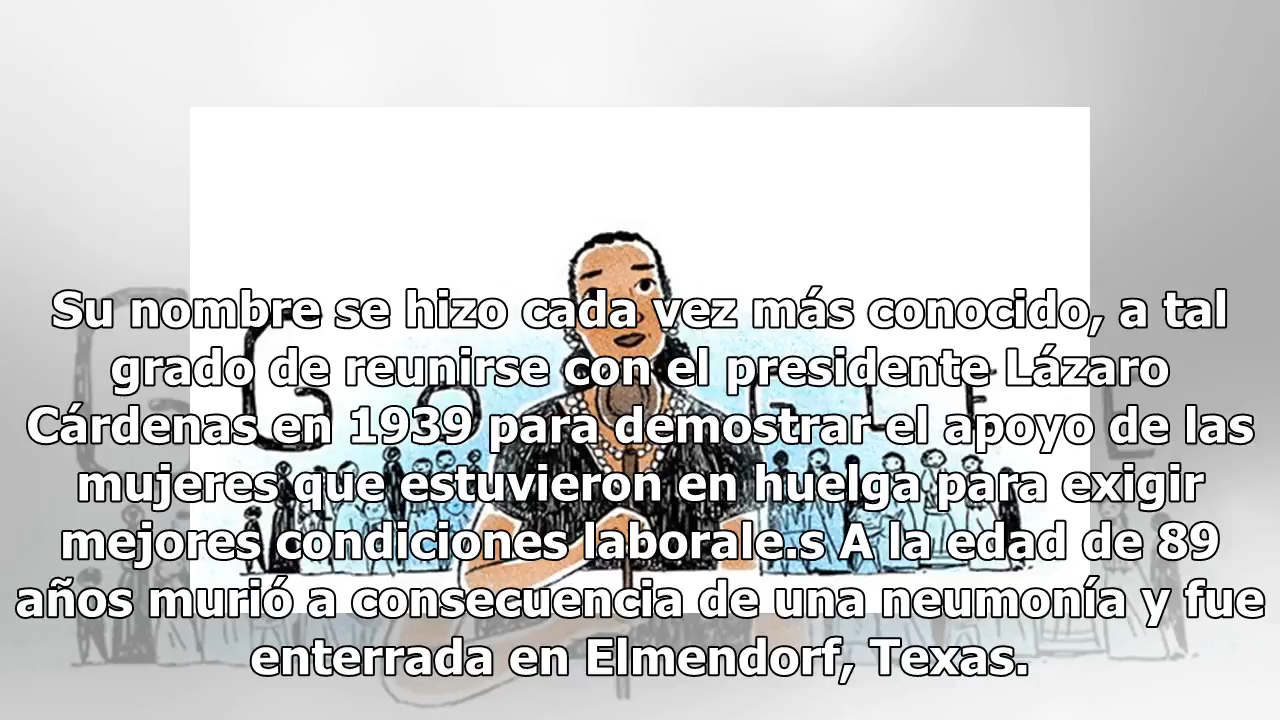 Su nombre se hizo cada vez más conocido, a tal
grado de reunirse con el presidente Lázaro
Cárdenas en 1939 para demostrar el apoyo de las
mujeres que estuvieron en huelga para exigir
mejores condiciones laborale.s A la edad de 89
años murió a consecuencia de una neumonía y fue
enterrada en Elmendorf, Texas.